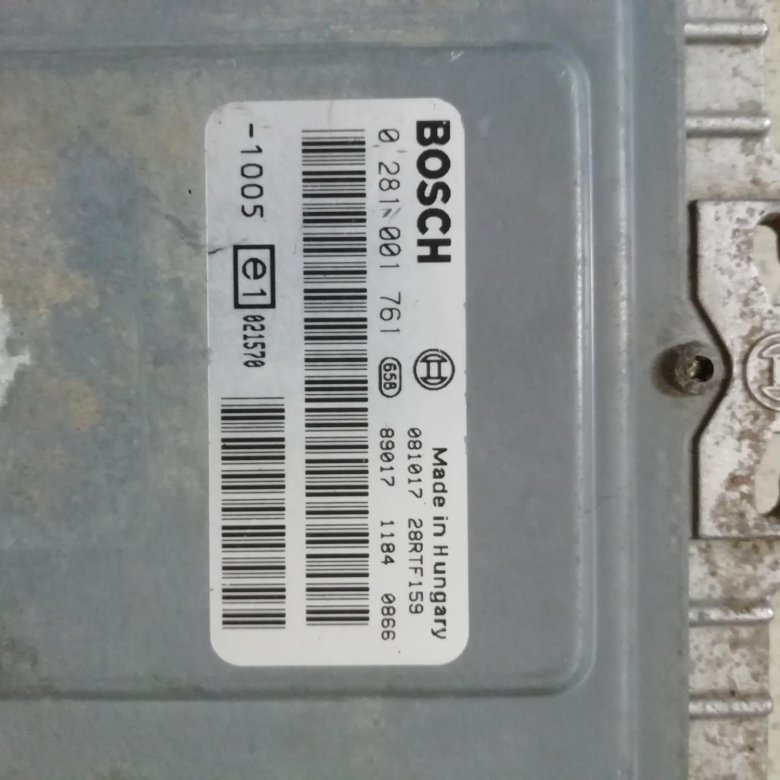 BOSCH
Made in Hungary
0 281 001 761 658
081017 28RTF159
89017 1184 0866
-1005 e1 021570